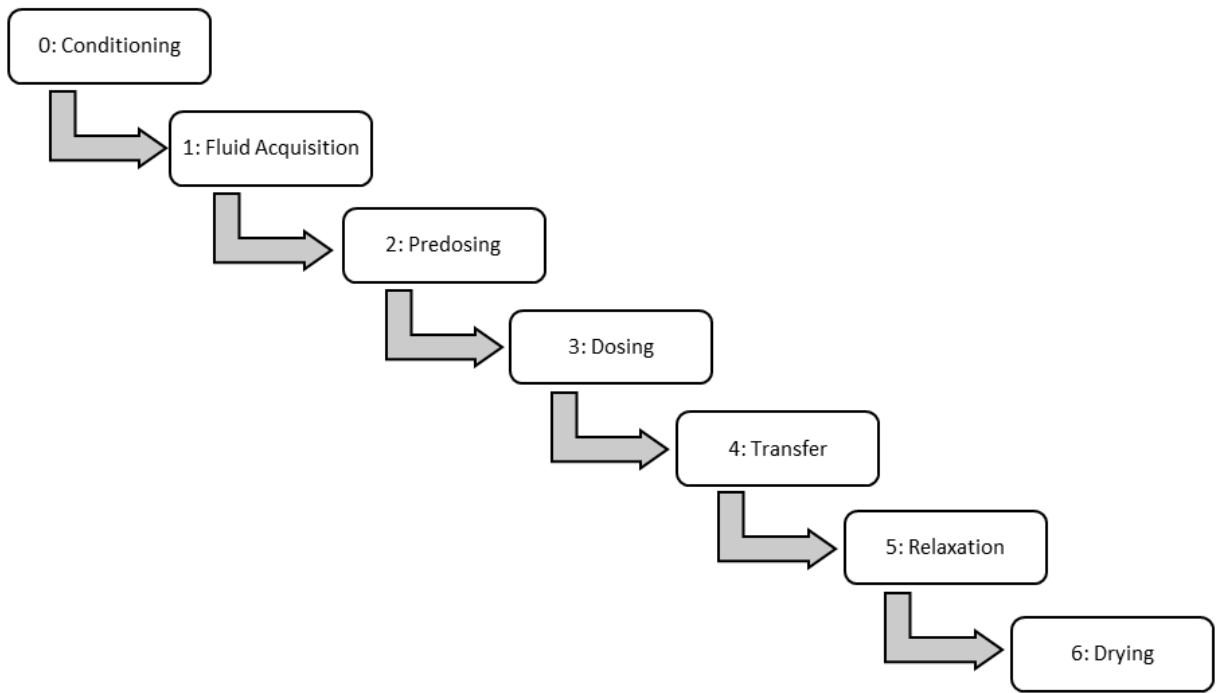 0: Conditioning
1: Fluid Acquisition
2: Predosing
3: Dosing
4: Transfer
5: Relaxation
6: Drying